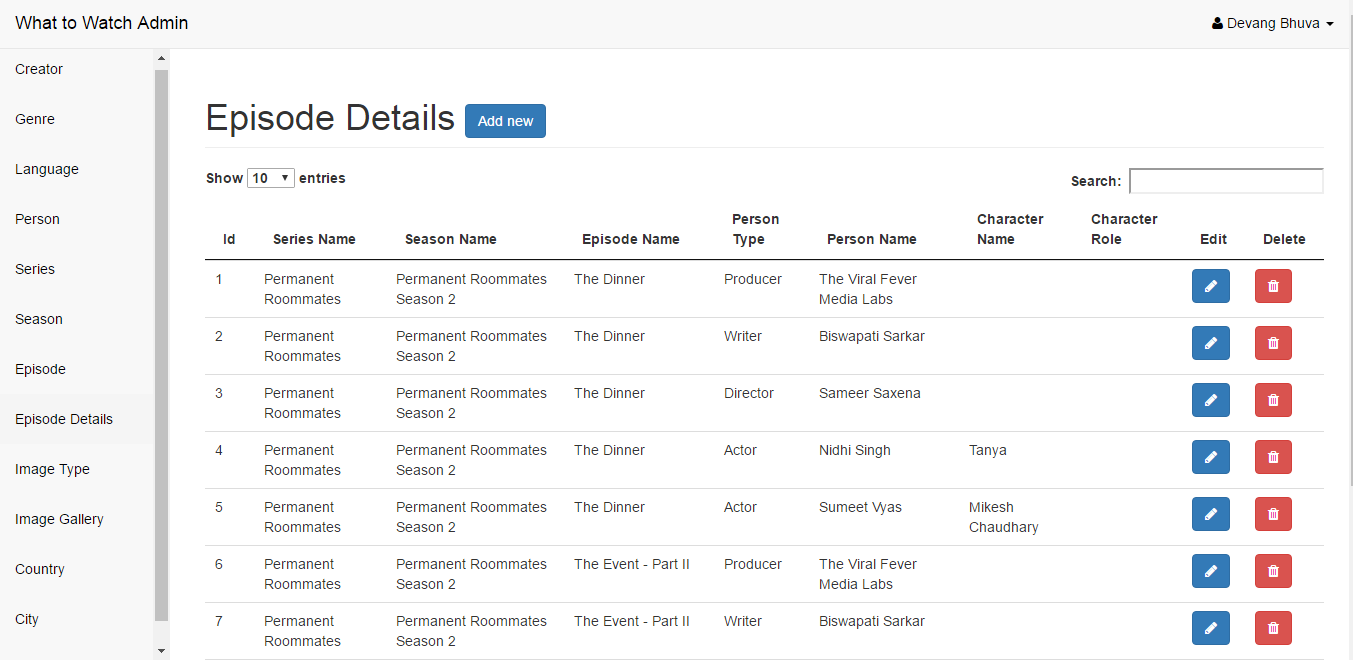 What to Watch Admin
Devang Bhuva
Creator
Genre
Language
Person
Series
Season
Episode
Episode Details
Image Type
Image Gallery
Country
City
Episode Details Add new
Show 10 entries
Search:
Id Series Name Season Name Episode Name Person Type Person Name Character Name Character Role Edit Delete
1 Permanent Roommates Permanent Roommates Season 2 The Dinner Producer The Viral Fever Media Labs
2 Permanent Roommates Permanent Roommates Season 2 The Dinner Writer Biswapati Sarkar
3 Permanent Roommates Permanent Roommates Season 2 The Dinner Director Sameer Saxena
4 Permanent Roommates Permanent Roommates Season 2 The Dinner Actor Nidhi Singh Tanya
5 Permanent Roommates Permanent Roommates Season 2 The Dinner Actor Sumeet Vyas Mikesh Chaudhary
6 Permanent Roommates Permanent Roommates Season 2 The Event - Part II Producer The Viral Fever Media Labs
7 Permanent Roommates Permanent Roommates Season 2 The Event - Part II Writer Biswapati Sarkar